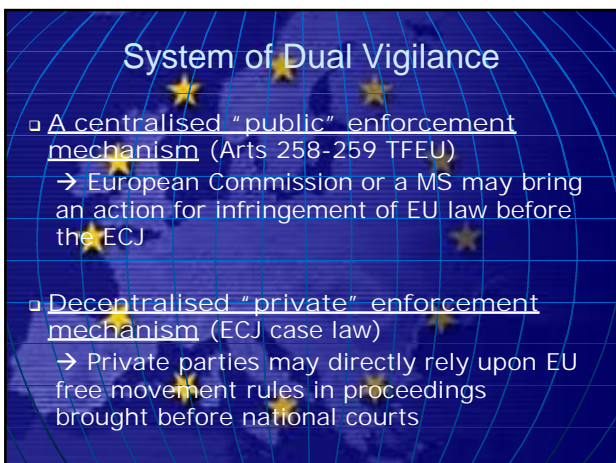 System of Dual Vigilance
❑ A centralised "public" enforcement
mechanism (Arts 258-259 TFEU)
→ European Commission or a MS may bring
an action for infringement of EU law before
the ECJ
❑ Decentralised "private" enforcement
mechanism (ECJ case law)
→ Private parties may directly rely upon EU
free movement rules in proceedings
brought before national courts